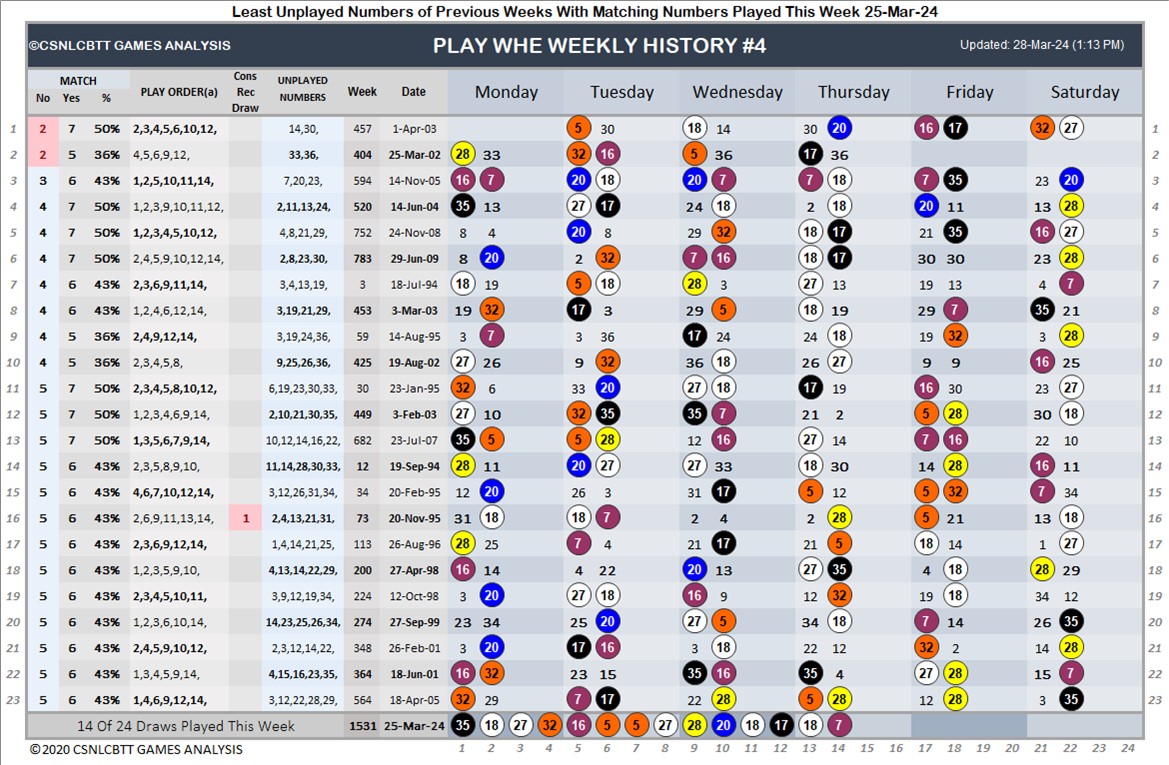 Least Unplayed Numbers of Previous Weeks With Matching Numbers Played This Week 25-Mar-24
©CSNLCBTT GAMES ANALYSIS PLAY WHE WEEKLY HISTORY #4 Updated: 28-Mar-24 (1:13 PM)
MATCH No Yes % PLAY ORDER(a) Cons Rec Draw UNPLAYED NUMBERS Week Date Monday Tuesday Wednesday Thursday Friday Saturday
1 2 7 50% 2,3,4,5,6,10,12, 14,30, 457 1-Apr-03 5 30 18 14 30 20 16 17 32 27 1
2 2 5 36% 4,5,6,9,12, 33,36, 404 25-Mar-02 28 33 32 16 5 36 17 36 2
3 3 6 43% 1,2,5,10,11,14, 7,20,23, 594 14-Nov-05 16 7 20 18 20 7 7 18 7 35 23 20 3
4 4 7 50% 1,2,3,9,10,11,12, 2,11,13,24, 520 14-Jun-04 35 13 27 17 24 18 2 18 20 11 13 28 4
5 4 7 50% 1,2,3,4,5,10,12, 4,8,21,29, 752 24-Nov-08 8 4 20 8 29 32 18 17 21 35 16 27 5
6 4 7 50% 2,4,5,9,10,12,14, 2,8,23,30, 783 29-Jun-09 8 20 2 32 7 16 18 17 30 30 23 28 6
7 4 6 43% 2,3,6,9,11,14, 3,4,13,19, 3 18-Jul-94 18 19 5 18 28 3 27 13 19 13 4 7 7
8 4 6 43% 1,2,4,6,12,14, 3,19,21,29, 453 3-Mar-03 19 32 17 3 29 5 18 19 29 7 35 21 8
9 4 5 36% 2,4,9,12,14, 3,19,24,36, 59 14-Aug-95 3 7 3 36 17 24 24 18 19 32 3 28 9
10 4 5 36% 2,3,4,5,8, 9,25,26,36, 425 19-Aug-02 27 26 9 32 36 18 26 27 9 9 16 25 10
11 5 7 50% 2,3,4,5,8,10,12, 6,19,23,30,33, 30 23-Jan-95 32 6 33 20 27 18 17 19 16 30 23 27 11
12 5 7 50% 1,2,3,4,6,9,14, 2,10,21,30,35, 449 3-Feb-03 27 10 32 35 35 7 21 2 5 28 30 18 12
13 5 7 50% 1,3,5,6,7,9,14, 10,12,14,16,22, 682 23-Jul-07 35 5 5 28 12 16 27 14 7 16 22 10 13
14 5 6 43% 2,3,5,8,9,10, 11,14,28,30,33, 12 19-Sep-94 28 11 20 27 27 33 18 30 14 28 16 11 14
15 5 6 43% 4,6,7,10,12,14, 3,12,26,31,34, 34 20-Feb-95 12 20 26 3 31 17 5 12 5 32 7 34 15
16 5 6 43% 2,6,9,11,13,14, 1 2,4,13,21,31, 73 20-Nov-95 31 18 18 7 2 4 2 28 5 21 13 18 16
17 5 6 43% 2,3,6,9,12,14, 1,4,14,21,25, 113 26-Aug-96 28 25 7 4 21 17 21 5 18 14 1 27 17
18 5 6 43% 1,2,3,5,9,10, 4,13,14,22,29, 200 27-Apr-98 16 14 4 22 20 13 27 35 4 18 28 29 18
19 5 6 43% 2,3,4,5,10,11, 3,9,12,19,34, 224 12-Oct-98 3 20 27 18 16 9 12 32 19 18 34 12 19
20 5 6 43% 1,2,3,6,10,14, 14,23,25,26,34, 274 27-Sep-99 23 34 25 20 27 5 34 18 7 14 26 35 20
21 5 6 43% 2,4,5,9,10,12, 2,3,12,14,22, 348 26-Feb-01 3 20 17 16 3 18 22 12 32 2 14 28 21
22 5 6 43% 1,3,4,5,9,14, 4,15,16,23,35, 364 18-Jun-01 16 32 23 15 35 16 35 4 27 28 15 7 22
23 5 6 43% 1,4,6,9,12,14, 3,12,22,28,29, 564 18-Apr-05 32 29 7 17 22 28 5 28 12 28 3 35 23
14 Of 24 Draws Played This Week 1531 25-Mar-24 35 18 27 32 16 5 5 27 28 20 18 17 18 7
©2020 CSNLCBTT GAMES ANALYSIS 1 2 3 4 5 6 7 8 9 10 11 12 13 14 15 16 17 18 19 20 21 22 23 24